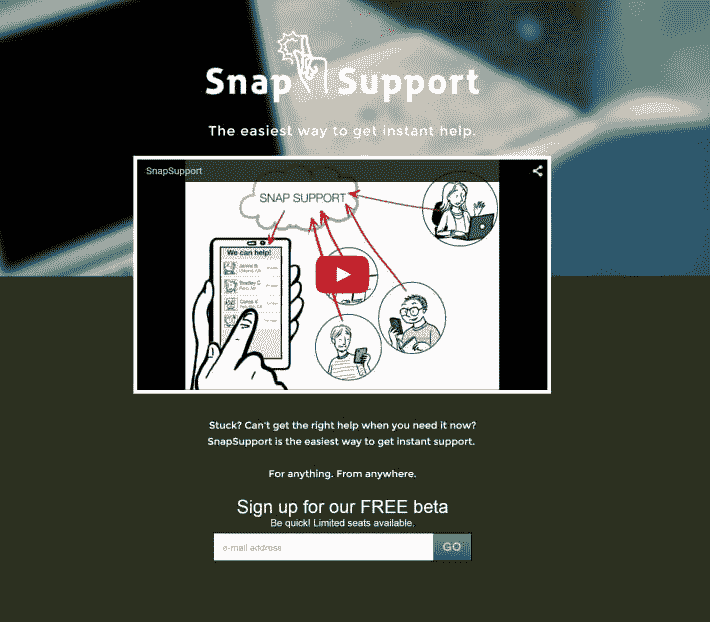 Snap Support
The easiest way to get instant help.
SnapSupport
SNAP SUPPORT
We can help!
Bradley C
Carlos V
Stuck? Can't get the right help when you need it now?
SnapSupport is the easiest way to get instant support.
For anything. From anywhere.
Sign up for our FREE beta
Be quick! Limited seats available.
e-mail address
GO